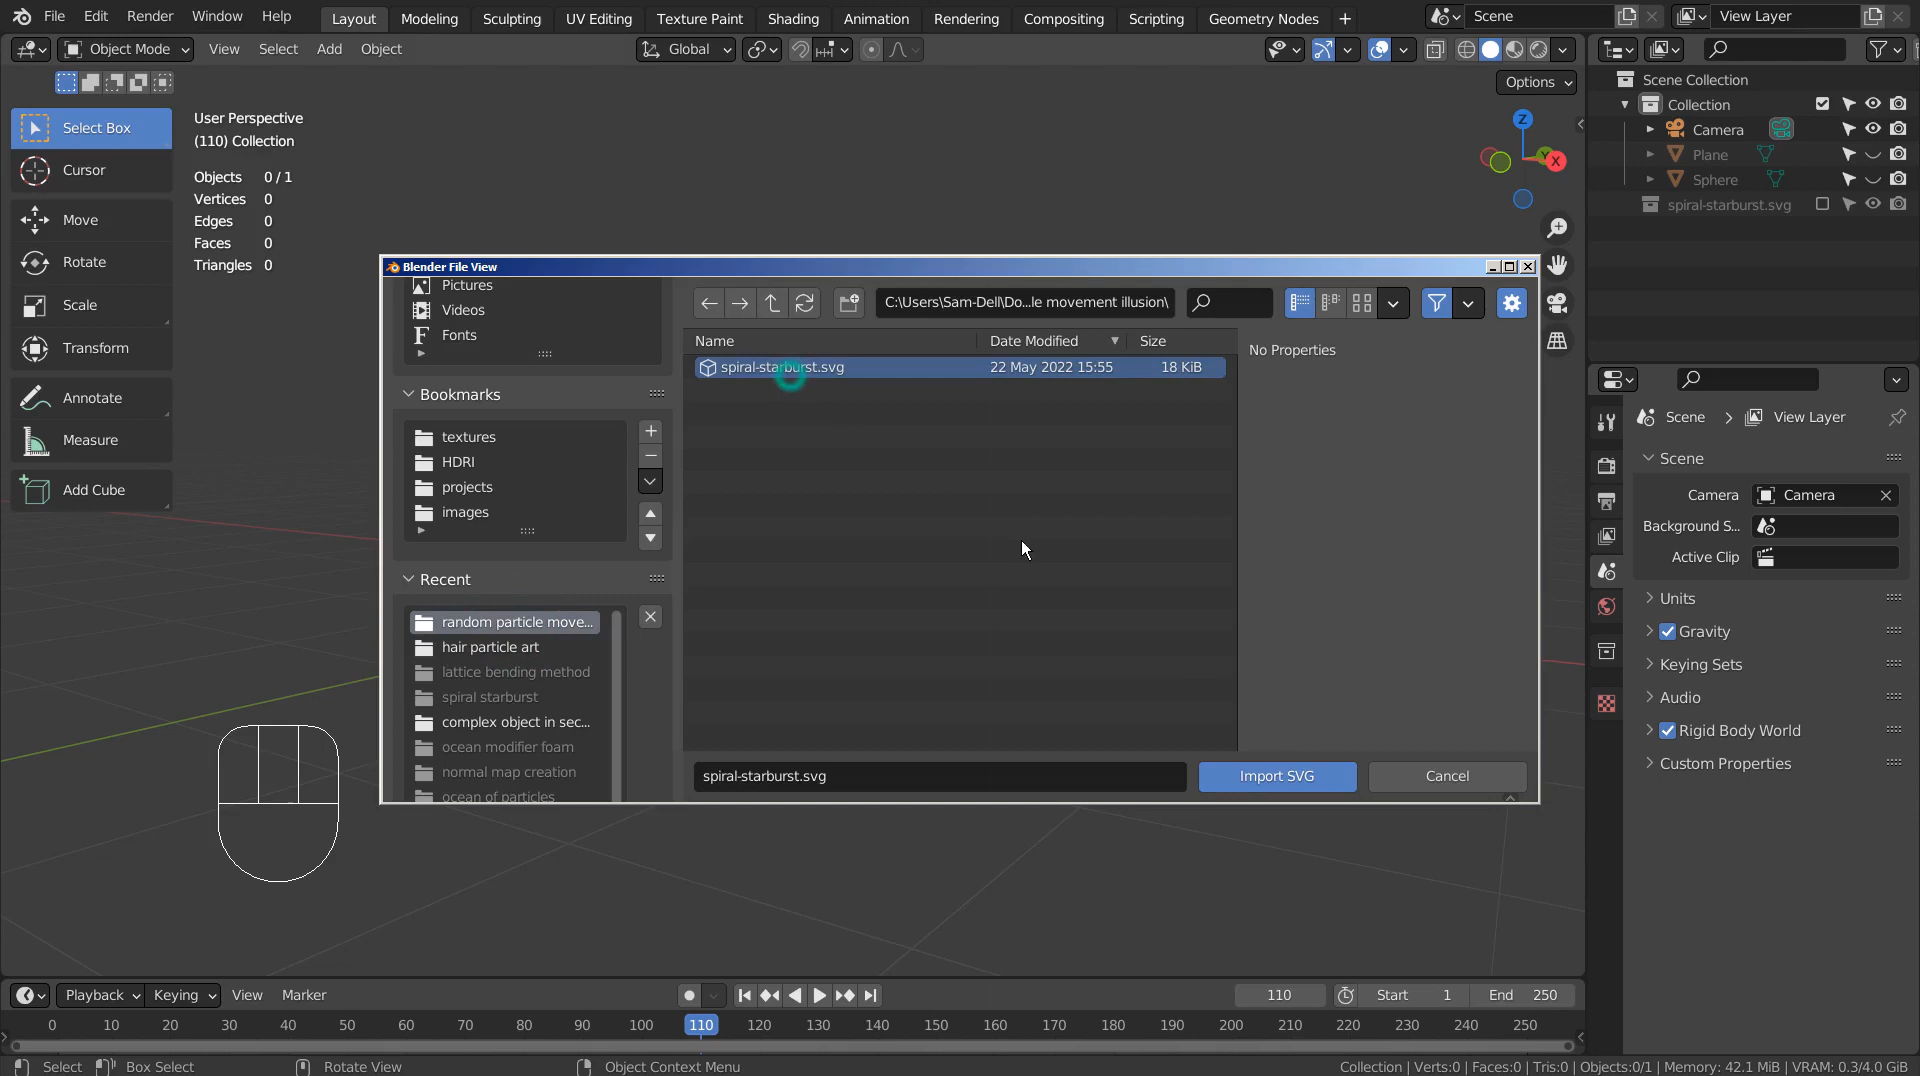 File Edit Render Window Help Layout Modeling Sculpting UV Editing Texture Paint Shading Animation Rendering Compositing Scripting Geometry Nodes + Scene View Layer
Object Mode View Select Add Object Global
Options
Select Box
Cursor
Move
Rotate
Scale
Transform
Annotate
Measure
Add Cube
User Perspective
(110) Collection
Objects 0 / 1
Vertices 0
Edges 0
Faces 0
Triangles 0
Z
Y
X
Blender File View
Pictures
Videos
Fonts
Bookmarks
textures
HDRI
projects
images
Recent
random particle move...
hair particle art
lattice bending method
spiral starburst
complex object in sec...
ocean modifier foam
normal map creation
ocean of particles
C:\Users\Sam-Dell\Do...le movement illusion\
Name Date Modified Size
spiral-starburst.svg 22 May 2022 15:55 18 KiB
No Properties
spiral-starburst.svg Import SVG Cancel
Scene Collection
Collection
Camera
Plane
Sphere
spiral-starburst.svg
Scene > View Layer
Scene
Camera Camera
Background S...
Active Clip
Units
Gravity
Keying Sets
Audio
Rigid Body World
Custom Properties
Playback Keying View Marker 110 Start 1 End 250
0 10 20 30 40 50 60 70 80 90 100 110 120 130 140 150 160 170 180 190 200 210 220 230 240 250
Select Box Select Rotate View Object Context Menu Collection | Verts:0 | Faces:0 | Tris:0 | Objects:0/1 | Memory: 42.1 MiB | VRAM: 0.3/4.0 GiB